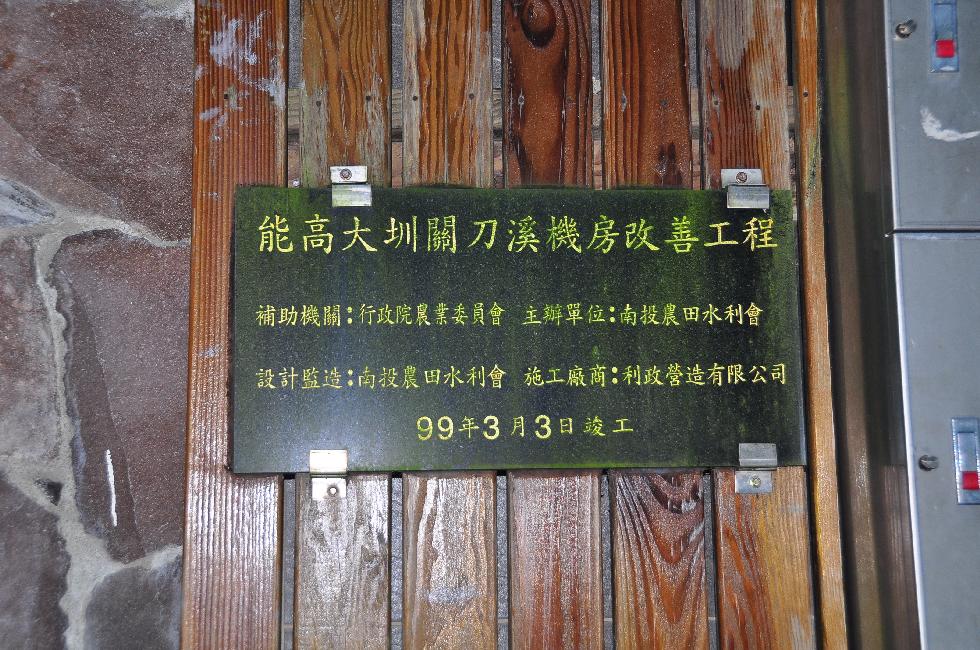 能高大圳關刀溪機房改善工程
補助機關：行政院農業委員會 主辦單位：南投農田水利會
設計監造：南投農田水利會 施工廠商：利政營造有限公司
99年3月3日竣工